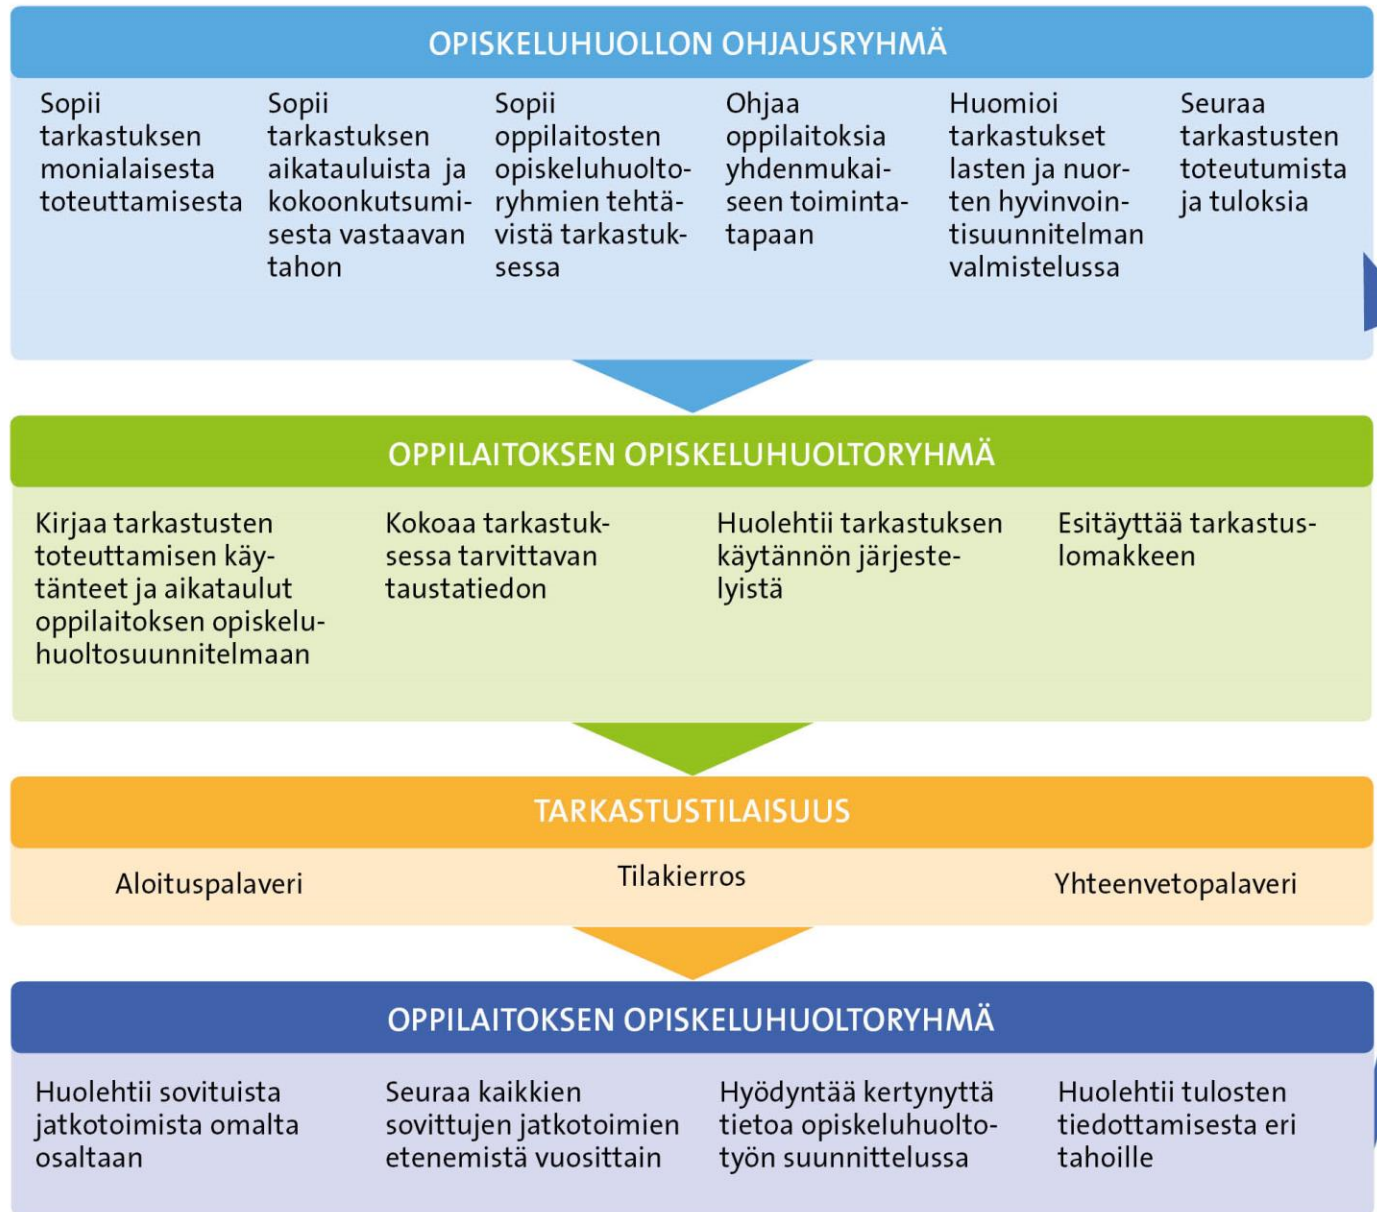 OPISKELUHUOLLON OHJAUSRYHMÄ
Sopii
tarkastuksen
monialaisesta
toteuttamisesta
Sopii
tarkastuksen
aikatauluista ja
kokoonkutsumi-
sesta vastaavan
tahon
Sopii
oppilaitosten
opiskeluhuolto-
ryhmien tehtä-
vistä tarkastuk-
sessa
Ohjaa
oppilaitoksia
yhdenmukai-
seen toiminta-
tapaan
Huomioi
tarkastukset
lasten ja nuor-
ten hyvinvoin-
tisuunnitelman
valmistelussa
Seuraa
tarkastusten
toteutumista
ja tuloksia
OPPILAITOKSEN OPISKELUHUOLTORYHMÄ
Kirjaa tarkastusten
toteuttamisen käy-
tänteet ja aikataulut
oppilaitoksen opiskelu-
huoltosuunnitelmaan
Kokoaa tarkastuk-
sessa tarvittavan
taustatiedon
Huolehtii tarkastuksen
käytännön järjeste-
lyistä
Esitäyttää tarkastus-
lomakkeen
TARKASTUSTILAISUUS
Aloituspalaveri
Tilakierros
Yhteenvetopalaveri
OPPILAITOKSEN OPISKELUHUOLTORYHMÄ
Huolehtii sovituista
jatkotoimista omalta
osaltaan
Seuraa kaikkien
sovittujen jatkotoimien
etenemistä vuosittain
Hyödyntää kertynyttä
tietoa opiskeluhuolto-
työn suunnittelussa
Huolehtii tulosten
tiedottamisesta eri
tahoille